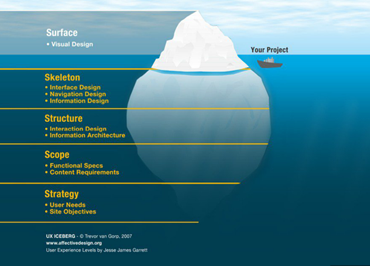 Surface
• Visual Design
Your Project
Skeleton
• Interface Design
• Navigation Design
• Information Design
Structure
• Interaction Design
• Information Architecture
Scope
• Functional Specs
• Content Requirements
Strategy
• User Needs
• Site Objectives
UX ICEBERG - © Trevor van Gorp, 2007
www.affectivedesign.org
User Experience Levels by Jesse James Garrett